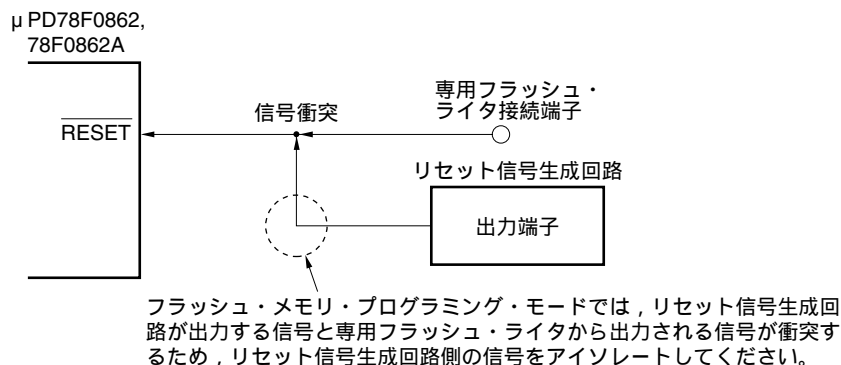 μPD78F0862,
78F0862A
RESET
信号衝突
専用フラッシュ・
ライタ接続端子
リセット信号生成回路
出力端子
フラッシュ・メモリ・プログラミング・モードでは，リセット信号生成回
路が出力する信号と専用フラッシュ・ライタから出力される信号が衝突す
るため，リセット信号生成回路側の信号をアイソレートしてください。